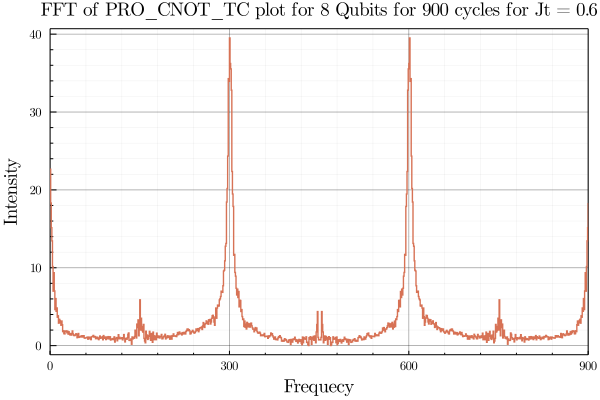 FFT of PRO_CNOT_TC plot for 8 Qubits for 900 cycles for Jt = 0.6
Intensity
40
30
20
10
0
0 300 600 900
Frequecy